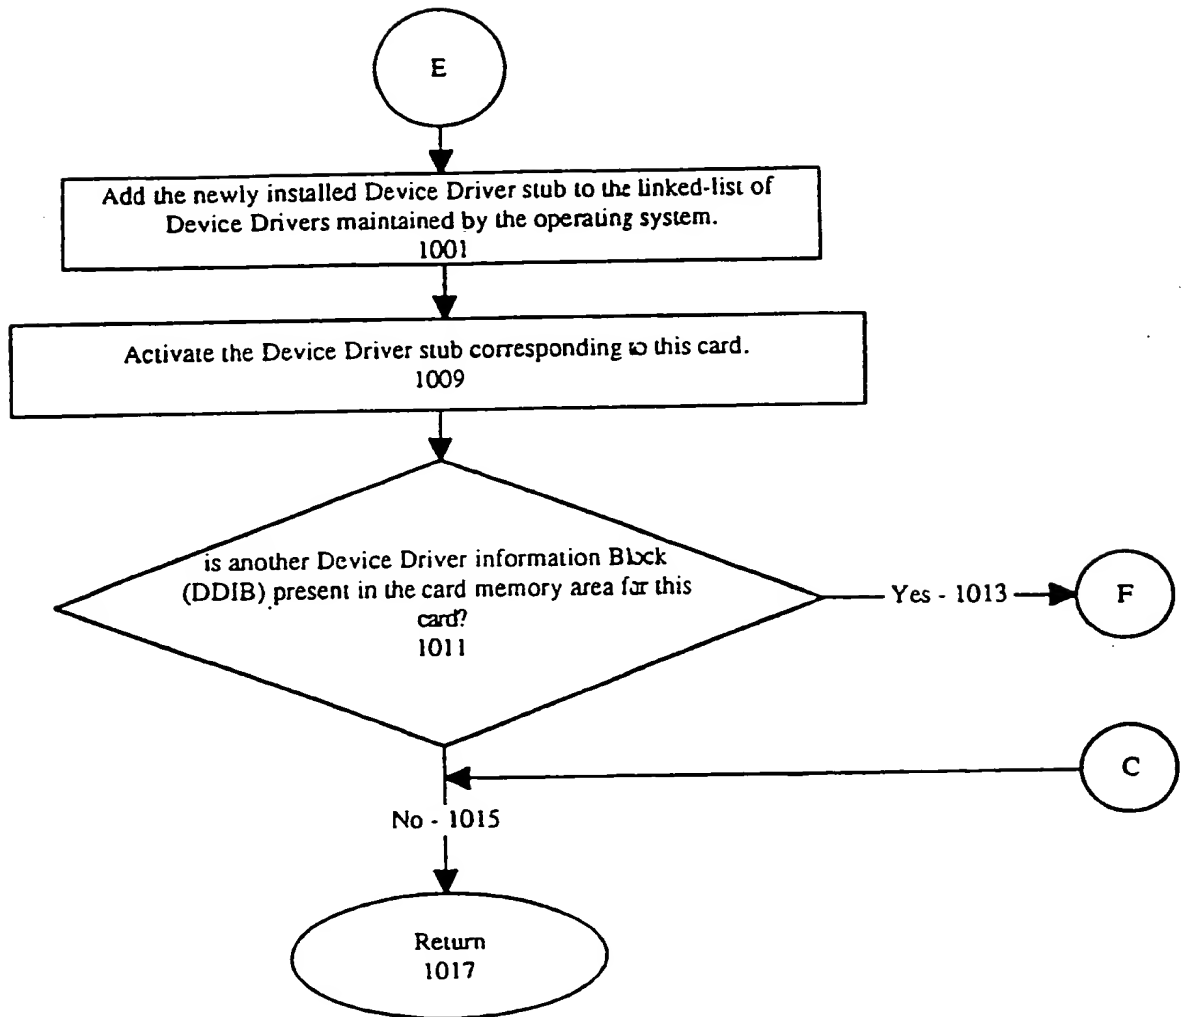 E
Add the newly installed Device Driver stub to the linked-list of
Device Drivers maintained by the operating system.
1001
Activate the Device Driver stub corresponding to this card.
1009
is another Device Driver information Block
(DDIB) present in the card memory area for this
card?
1011
Yes - 1013
F
C
No - 1015
Return
1017